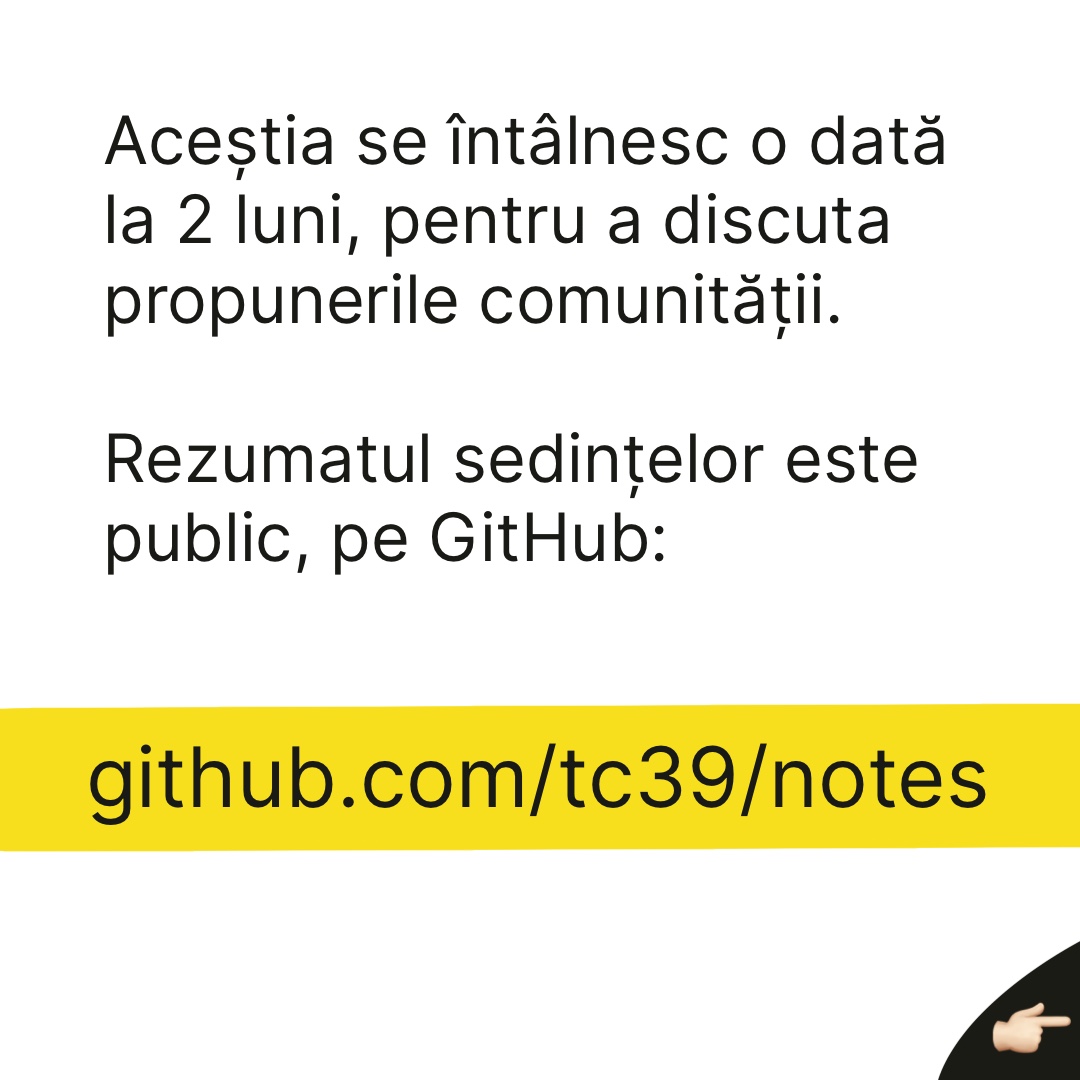 Aceștia se întâlnesc o dată
la 2 luni, pentru a discuta
propunerile comunității.
Rezumatul sedințelor este
public, pe GitHub:
github.com/tc39/notes